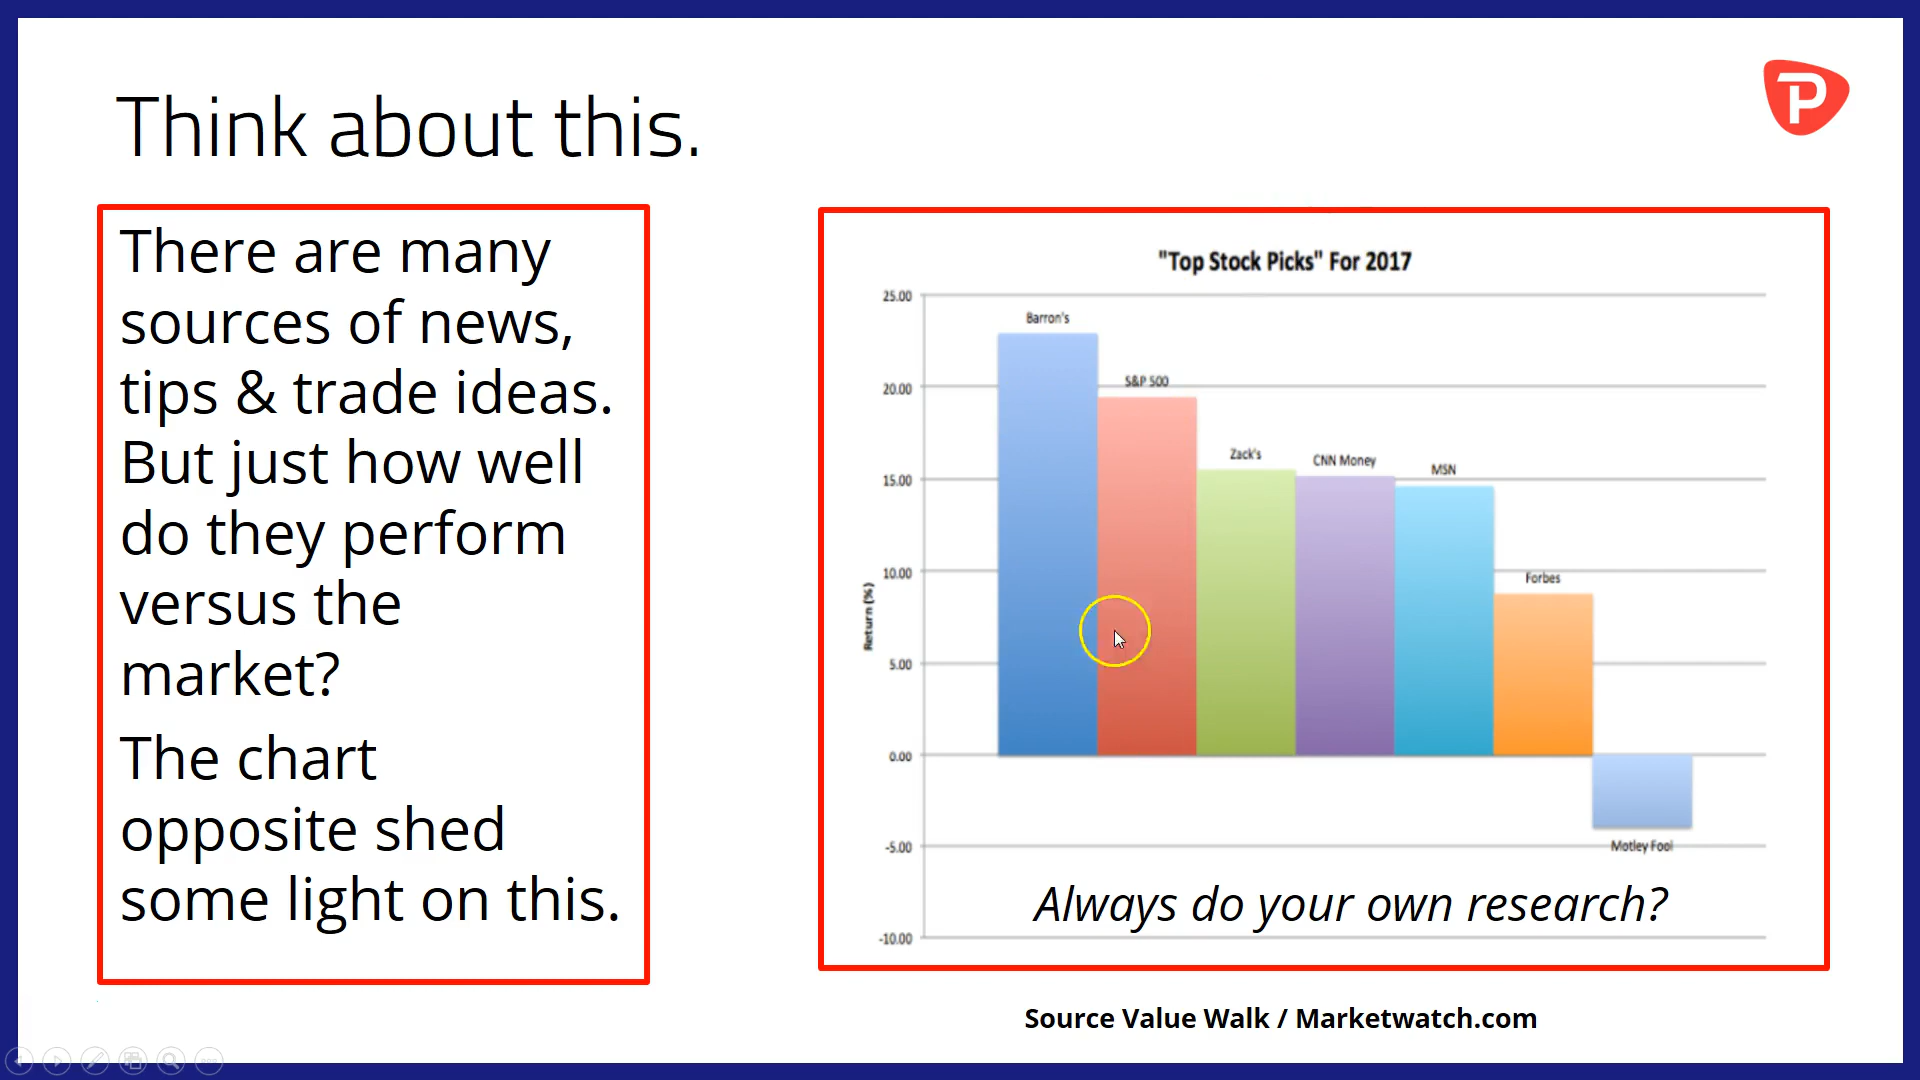 Think about this.
P
There are many
sources of news,
tips & trade ideas.
But just how well
do they perform
versus the
market?
The chart
opposite shed
some light on this.
"Top Stock Picks" For 2017
25.00
20.00
15.00
10.00
5.00
0.00
-5.00
-10.00
Return (%)
Barron's
S&P 500
Zack's
CNN Money
MSN
Forbes
Motley Fool
Always do your own research?
Source Value Walk / Marketwatch.com